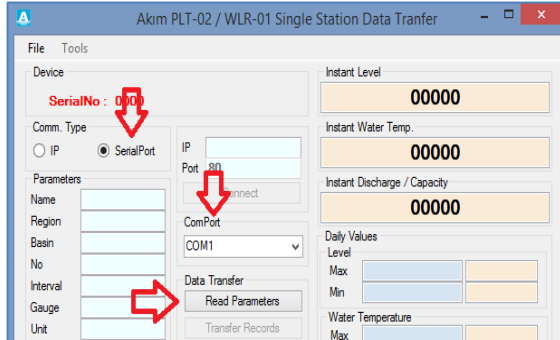 Akım PLT-02 / WLR-01 Single Station Data Tranfer
File Tools
Device
SerialNo : 0000
Comm. Type
IP SerialPort
Parameters
Name
Region
Basin
No
Interval
Gauge
Unit
IP
Port 80
Connect
ComPort
COM1
Data Transfer
Read Parameters
Transfer Records
Instant Level
00000
Instant Water Temp.
00000
Instant Discharge / Capacity
00000
Daily Values
Level
Max
Min
Water Temperature
Max